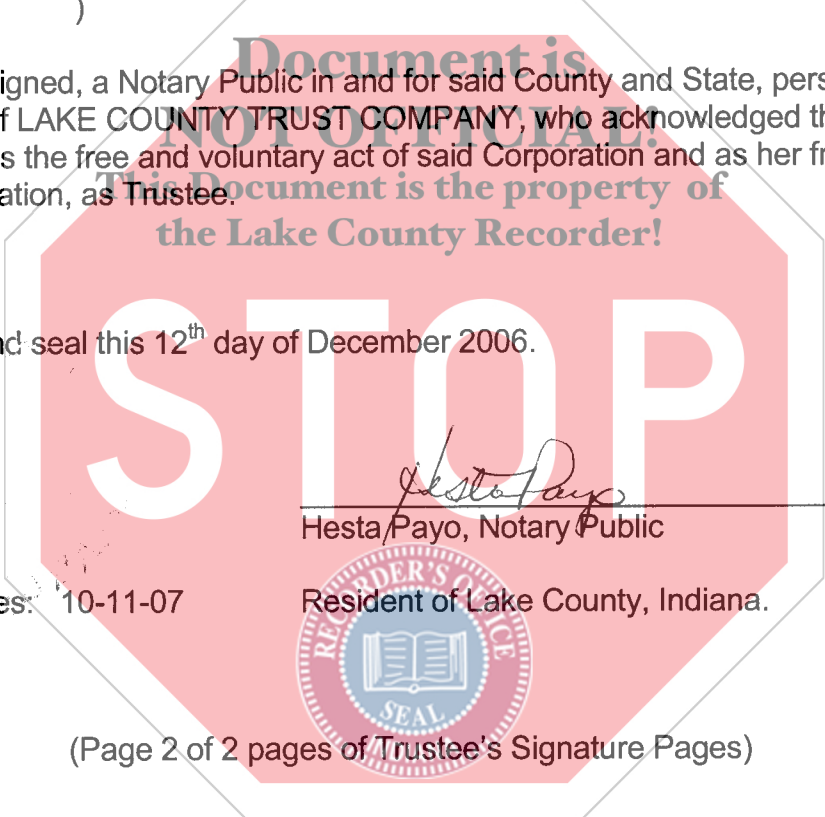 )
Document is
igned, a Notary Public in and for said County and State, pers
NOT OFFICIAL!
f LAKE COUNTY TRUST COMPANY, who acknowledged th
s the free and voluntary act of said Corporation and as her fr
This Document is the property of
ation, as Trustee.
the Lake County Recorder!
nd seal this 12th day of December 2006.
STOP
Hesta Payo
Hesta Payo, Notary Public
es: 10-11-07 Resident of Lake County, Indiana.
RECORDER'S OFFICE
SEAL
(Page 2 of 2 pages of Trustee's Signature Pages)